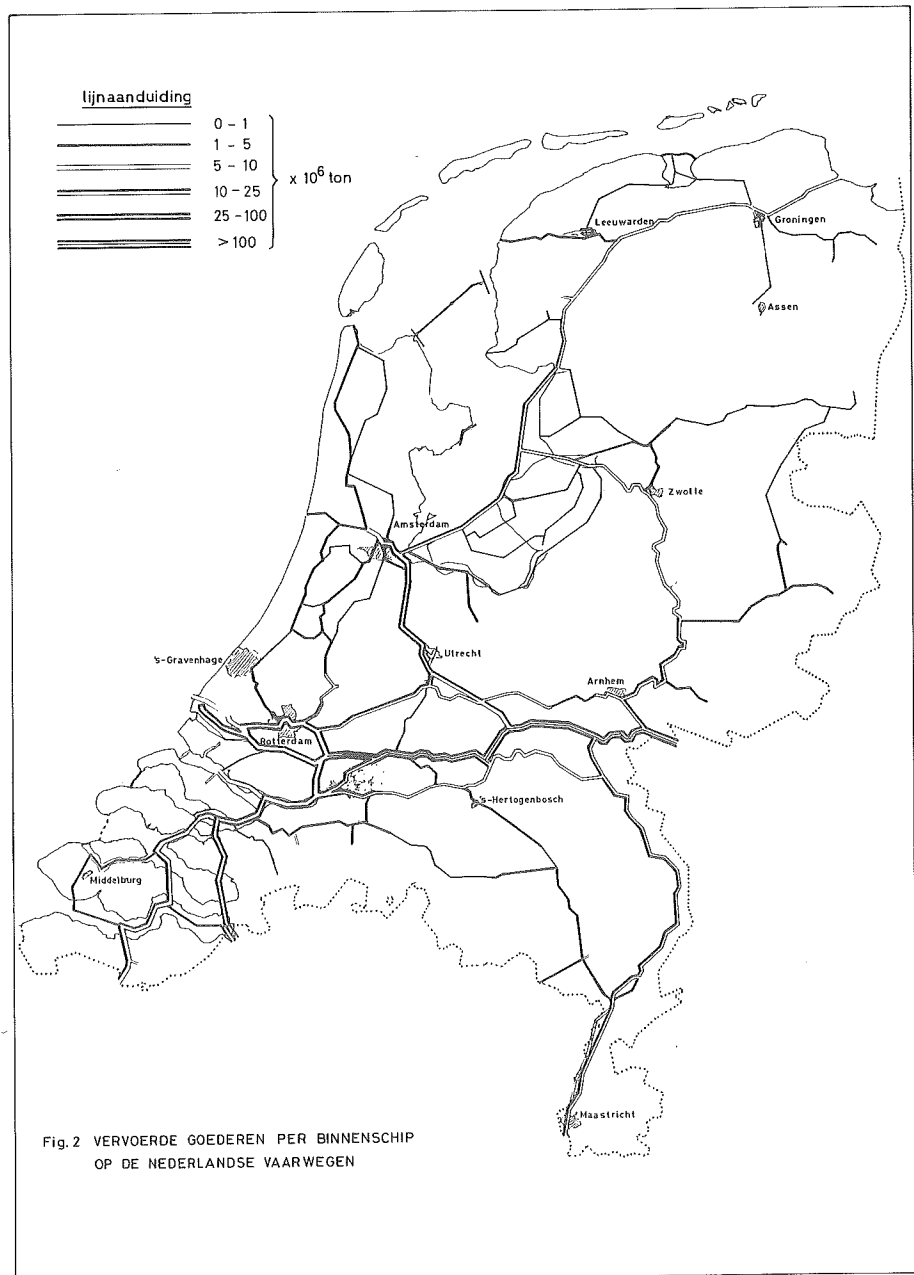 lijnaanduiding
0 - 1
1 - 5
5 - 10
10 - 25
25 - 100
> 100
x 10⁶ ton
Leeuwarden
Groningen
Assen
Zwolle
Amsterdam
's-Gravenhage
Utrecht
Arnhem
Rotterdam
's-Hertogenbosch
Middelburg
Maastricht
Fig. 2 VERVOERDE GOEDEREN PER BINNENSCHIP
OP DE NEDERLANDSE VAARWEGEN